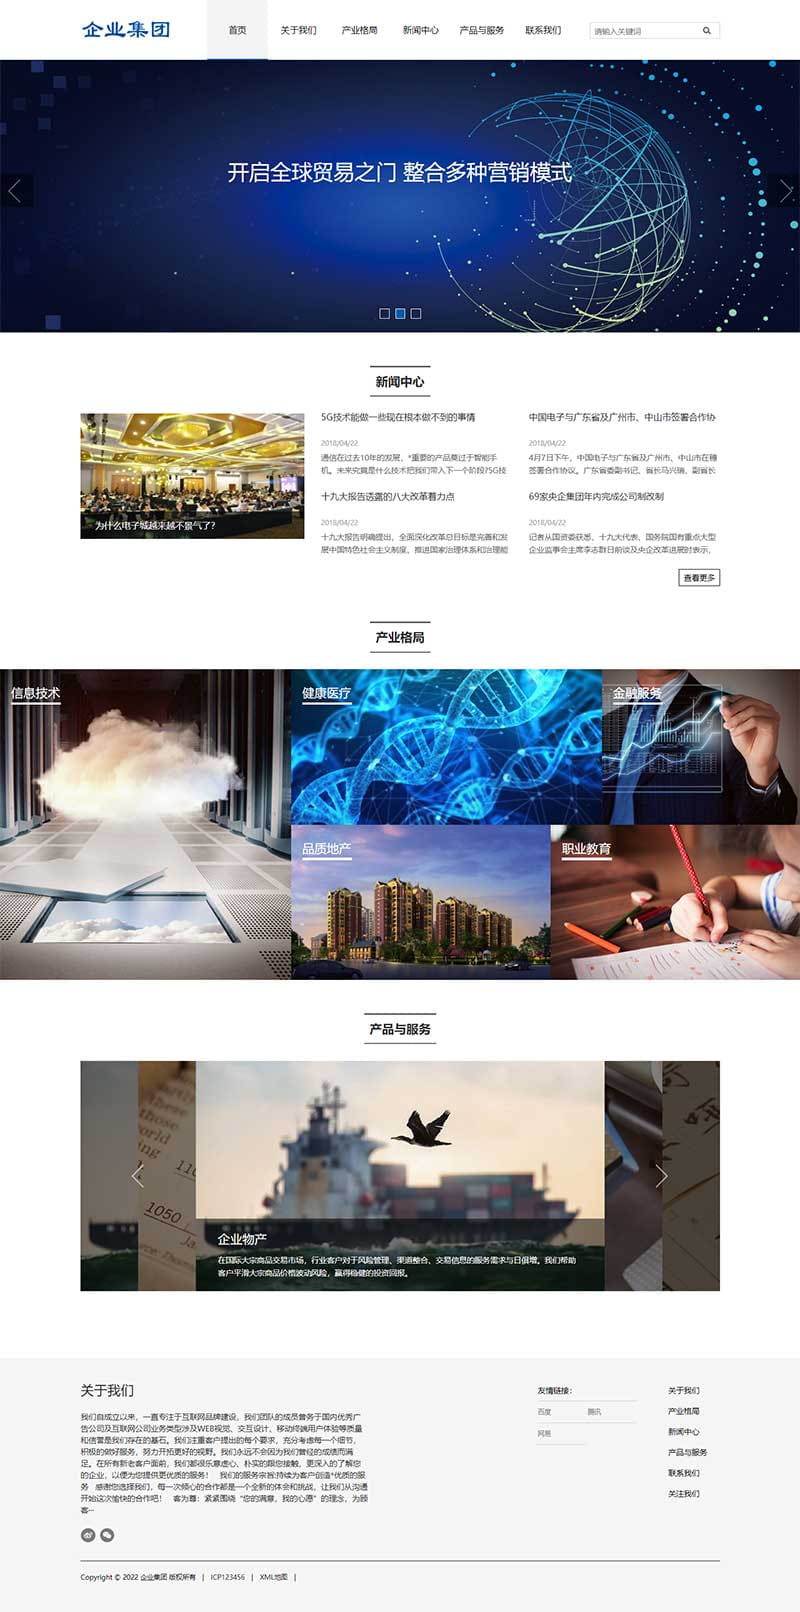 企业集团
首页
关于我们
产业格局
新闻中心
产品与服务
联系我们
请输入关键词
开启全球贸易之门 整合多种营销模式
新闻中心
为什么电子城越来越不景气了？
5G技术能做一些现在根本做不到的事情
2018/04/22
通信在过去10年的发展，*重要的产品莫过于智能手
机。未来究竟是什么技术把我们带入下一个阶段?5G技
中国电子与广东省及广州市、中山市签署合作协
2018/04/22
4月7日下午，中国电子与广东省及广州市、中山市在穗
签署合作协议。广东省委副书记、省长马兴瑞，副省长
十九大报告透露的八大改革着力点
2018/04/22
十九大报告明确提出，全面深化改革总目标是完善和发
展中国特色社会主义制度、推进国家治理体系和治理能
69家央企集团年内完成公司制改制
2018/04/22
记者从国资委获悉，十九大代表、国务院国有重点大型
企业监事会主席李志群日前谈及央企改革进展时表示，
查看更多
产业格局
信息技术
健康医疗
金融服务
品质地产
职业教育
产品与服务
those
world
1050
企业物产
在国际大宗商品交易市场，行业客户对于风险管理、渠道整合、交易信息的服务需求与日俱增。我们帮助
客户平滑大宗商品价格波动风险，赢得稳健的投资回报。
关于我们
我们自成立以来，一直专注于互联网品牌建设，我们团队的成员曾务于国内优秀广
告公司及互联网公司业务类型涉及WEB视觉、交互设计、移动终端用户体验等质量
和信誉是我们存在的基石。我们注重客户提出的每个要求，充分考虑每一个细节，
积极的做好服务，努力开拓更好的视野。我们永远不会因为我们曾经的成绩而满
足。在所有新老客户面前，我们都很乐意虚心、朴实的跟您接触，更深入的了解您
的企业，以便为您提供更优质的服务！ 我们的服务宗旨:持续为客户创造*优质的服
务 感谢您选择我们，每一次倾心的合作都是一个全新的体会和挑战，让我们从沟通
开始这次愉快的合作吧！ 客为尊：紧紧围绕“您的满意，我的心愿”的理念，为顾
客…
友情链接：
百度
腾讯
网易
关于我们
产业格局
新闻中心
产品与服务
联系我们
关注我们
Copyright © 2022 企业集团 版权所有 | ICP123456 | XML地图 |